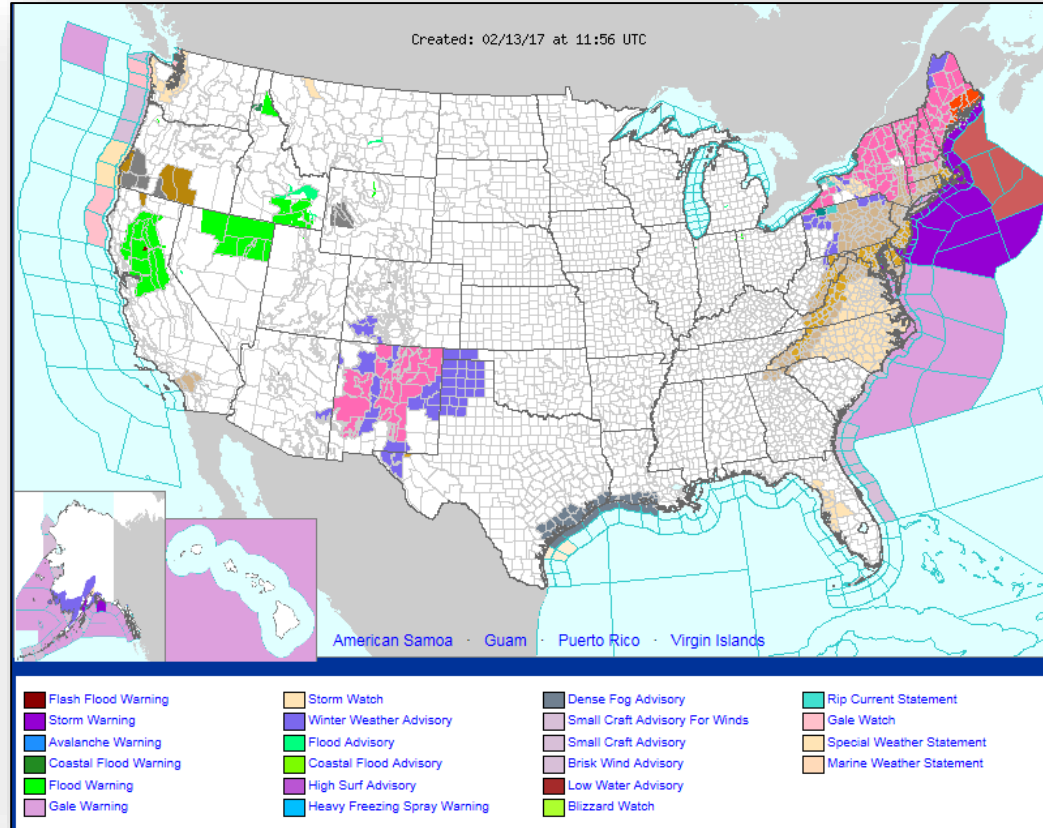 Created: 02/13/17 at 11:56 UTC
American Samoa · Guam · Puerto Rico · Virgin Islands
Flash Flood Warning
Storm Warning
Avalanche Warning
Coastal Flood Warning
Flood Warning
Gale Warning
Storm Watch
Winter Weather Advisory
Flood Advisory
Coastal Flood Advisory
High Surf Advisory
Heavy Freezing Spray Warning
Dense Fog Advisory
Small Craft Advisory For Winds
Small Craft Advisory
Brisk Wind Advisory
Low Water Advisory
Blizzard Watch
Rip Current Statement
Gale Watch
Special Weather Statement
Marine Weather Statement